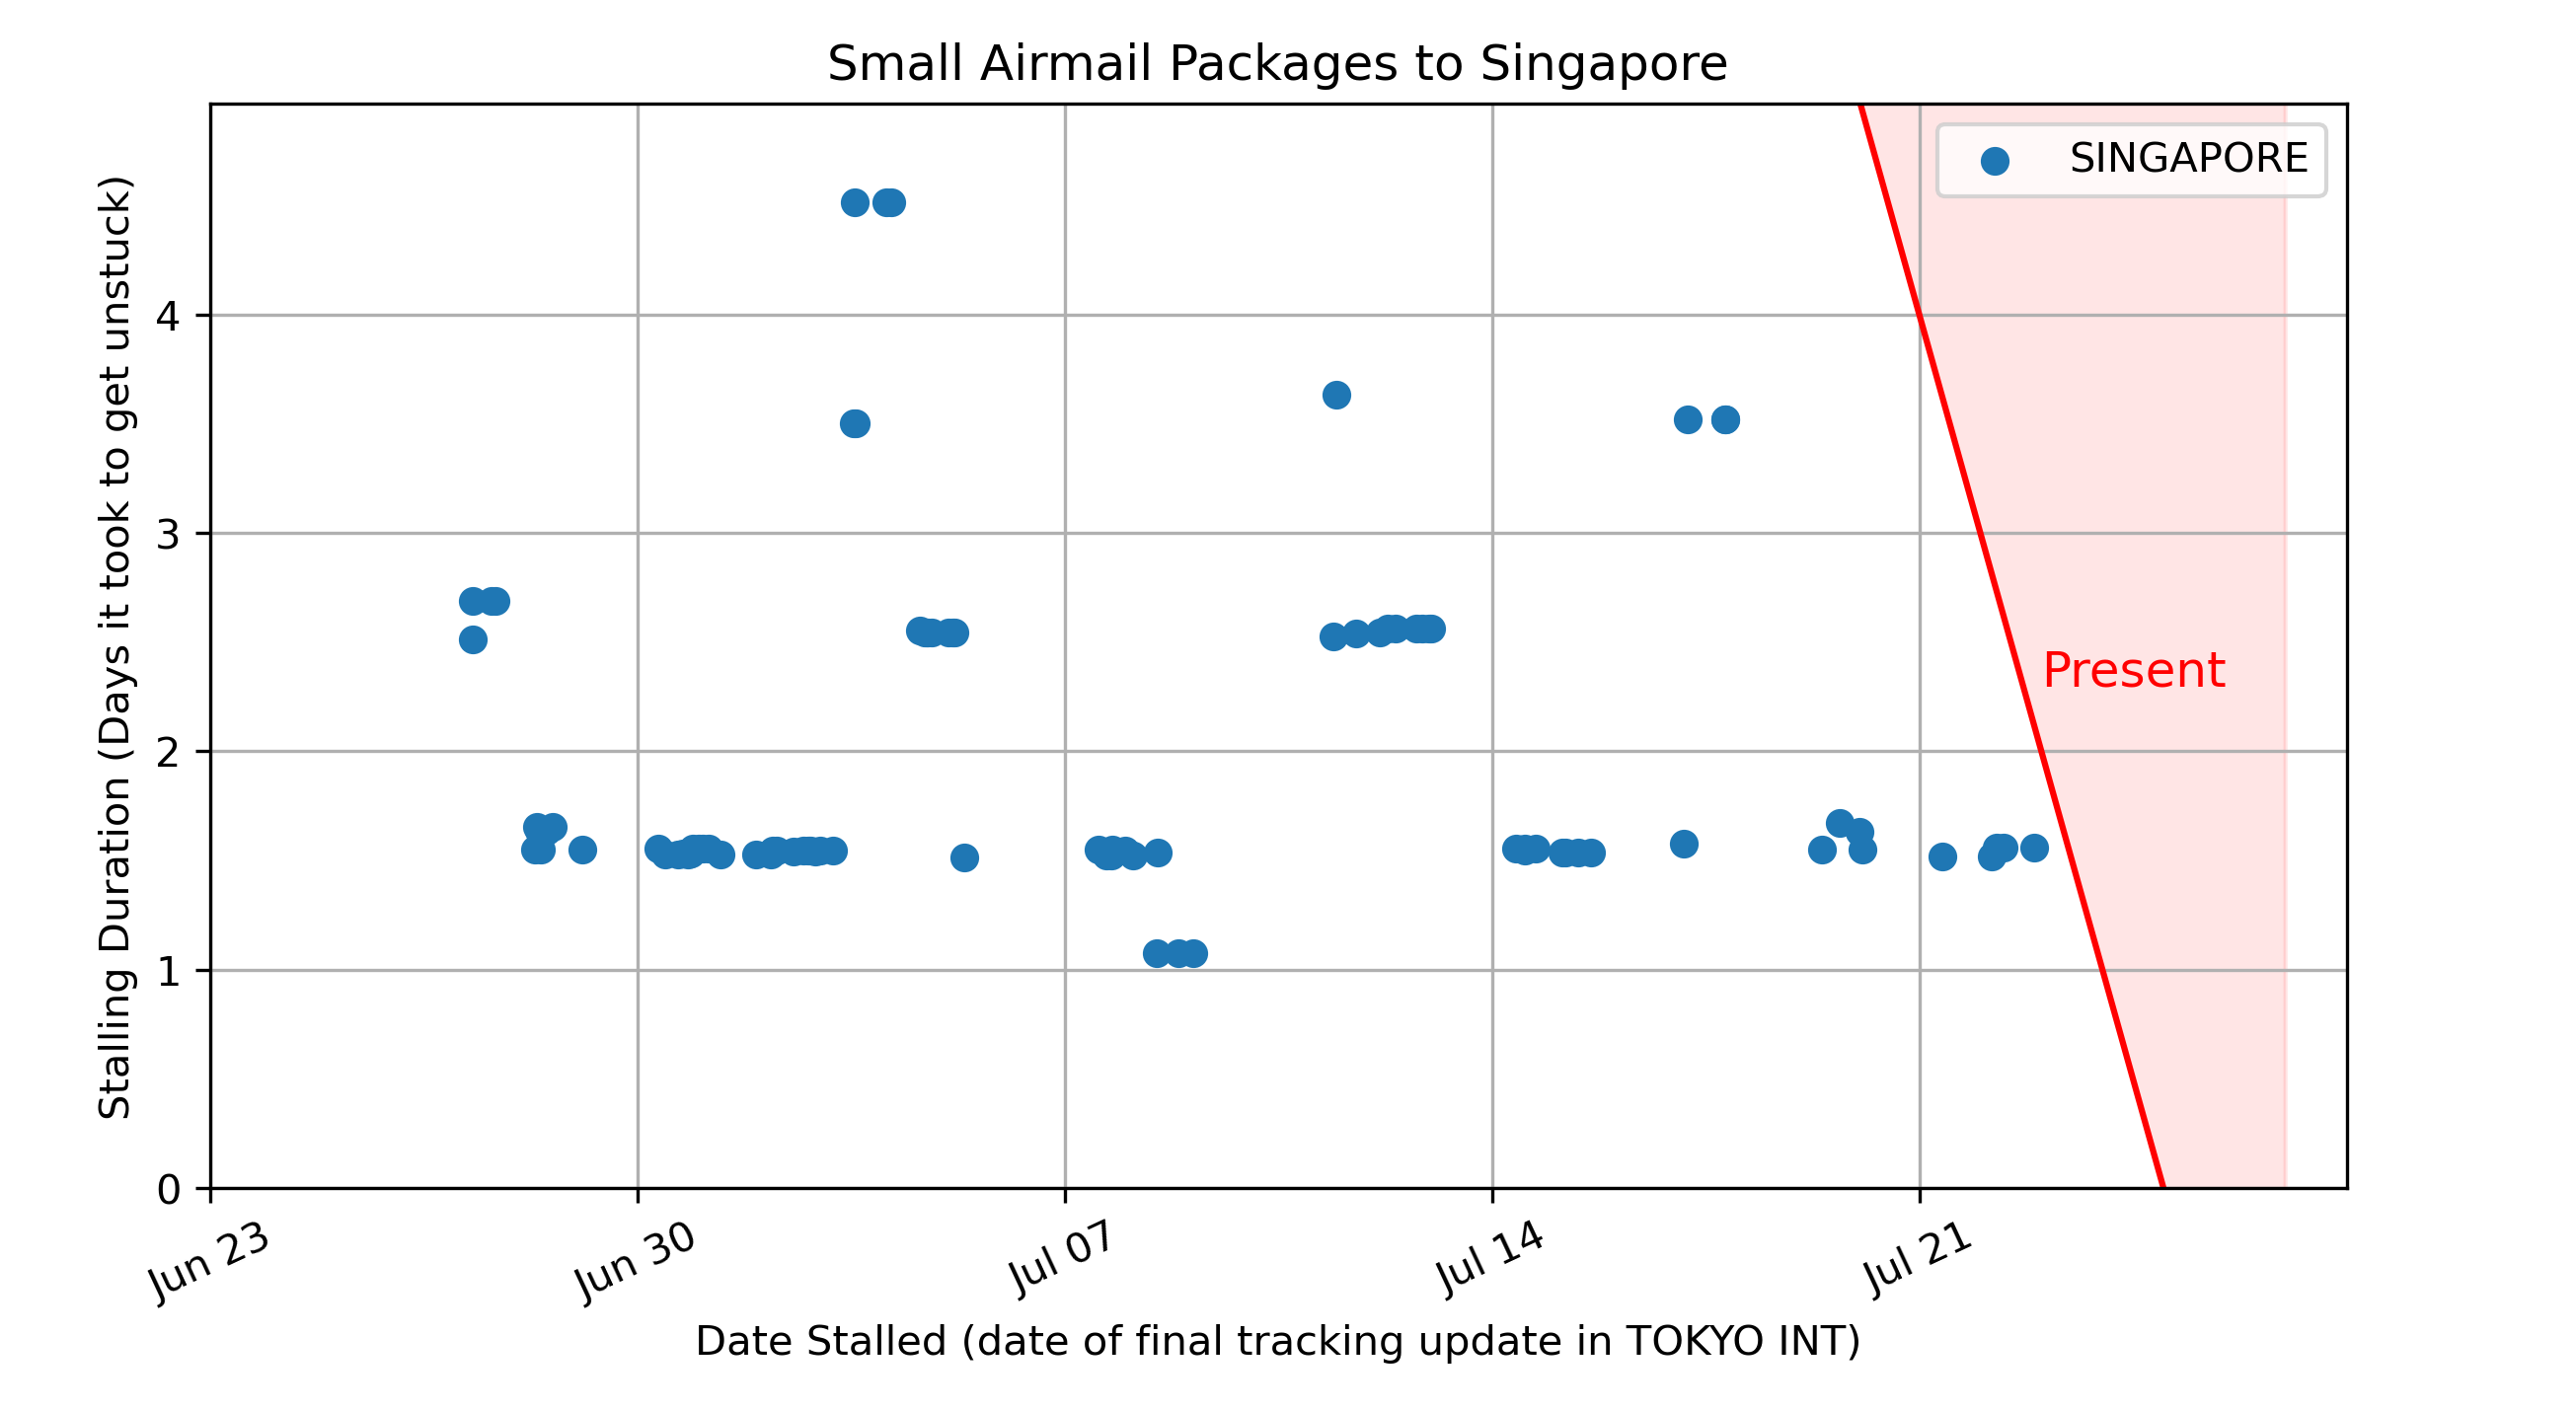 Small Airmail Packages to Singapore
SINGAPORE
Stalling Duration (Days it took to get unstuck)
4
3
2
1
0
Present
Jun 23
Jun 30
Jul 07
Jul 14
Jul 21
Date Stalled (date of final tracking update in TOKYO INT)